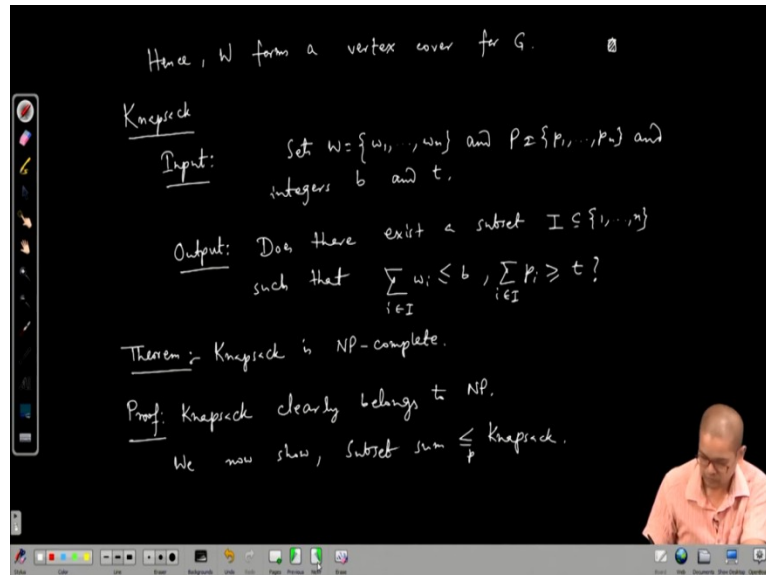 Hence, W forms a vertex cover for G.
Knapsack
Input: Sets W = {w₁, ..., wₙ} and P = {p₁, ..., pₙ} and
integers b and t.
Output: Does there exist a subset I ⊆ {1, ..., n}
such that ∑_{i∈I} wᵢ ≤ b, ∑_{i∈I} pᵢ ≥ t?
Theorem: Knapsack is NP-complete.
Proof: Knapsack clearly belongs to NP.
We now show, Subset sum ≤ₚ Knapsack.